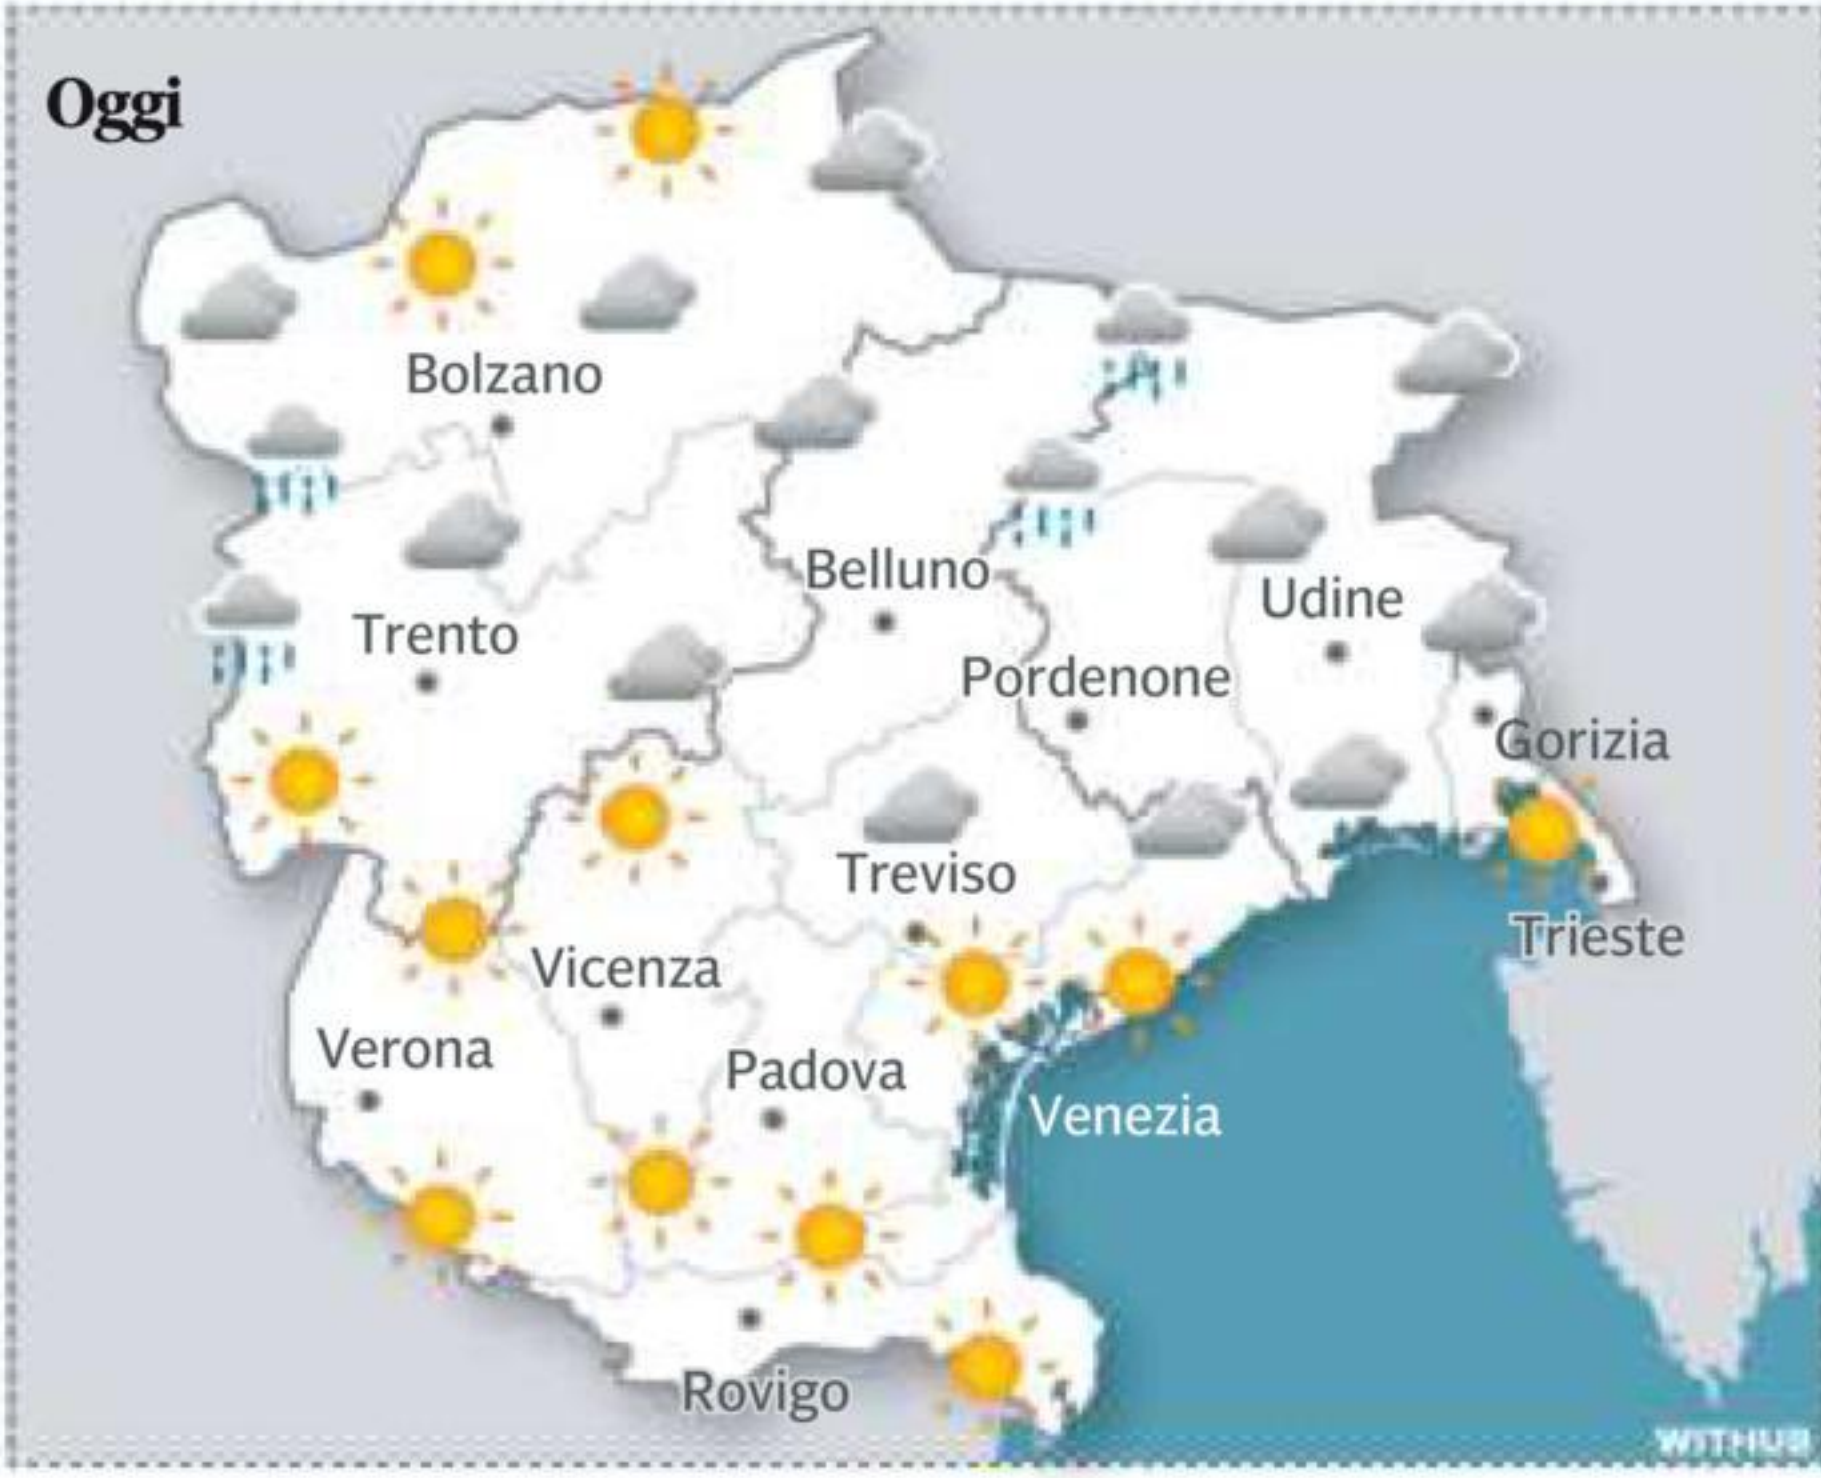 Oggi
Bolzano
Belluno
Udine
Trento
Pordenone
Gorizia
Treviso
Trieste
Vicenza
Verona
Padova
Venezia
Rovigo
WITHUB